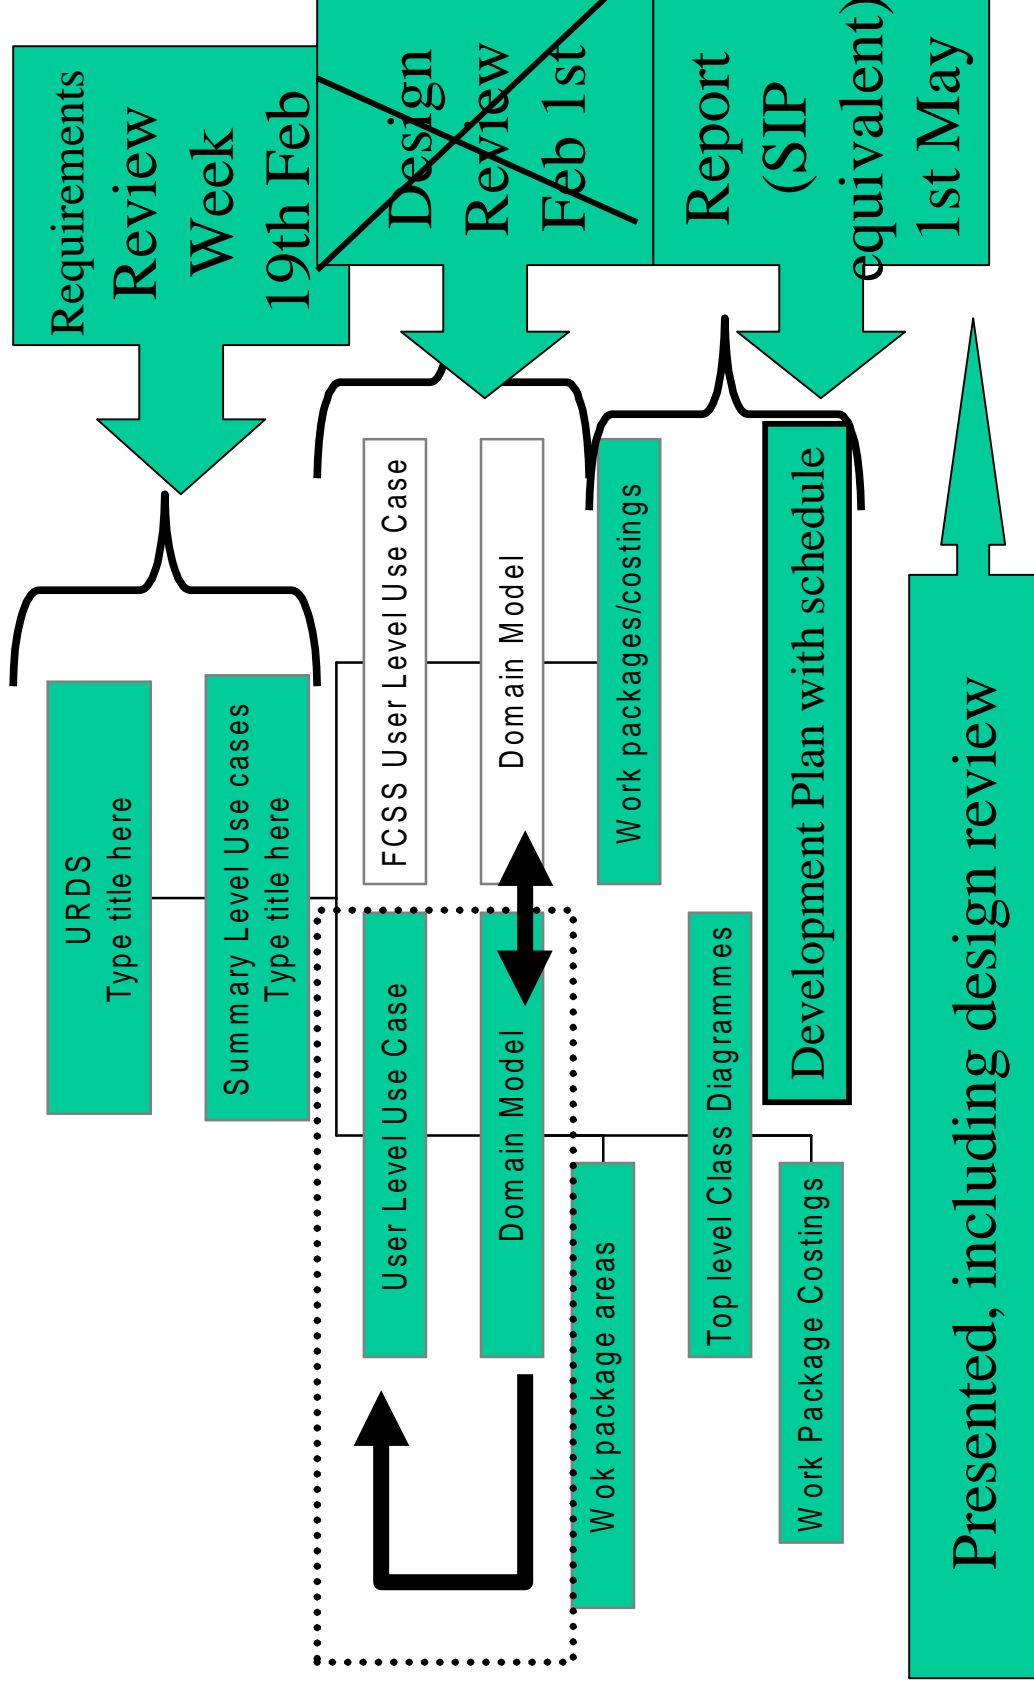 URDS
Type title here
Summary Level Use cases
Type title here
Requirements
Review
Week
19th Feb
User Level Use Case
FCSS User Level Use Case
Domain Model
Domain Model
Design
Review
Feb 1st
Wok package areas
Work packages/costings
Top level Class Diagrammes
Work Package Costings
Development Plan with schedule
Report
(SIP
equivalent)
1st May
Presented, including design review